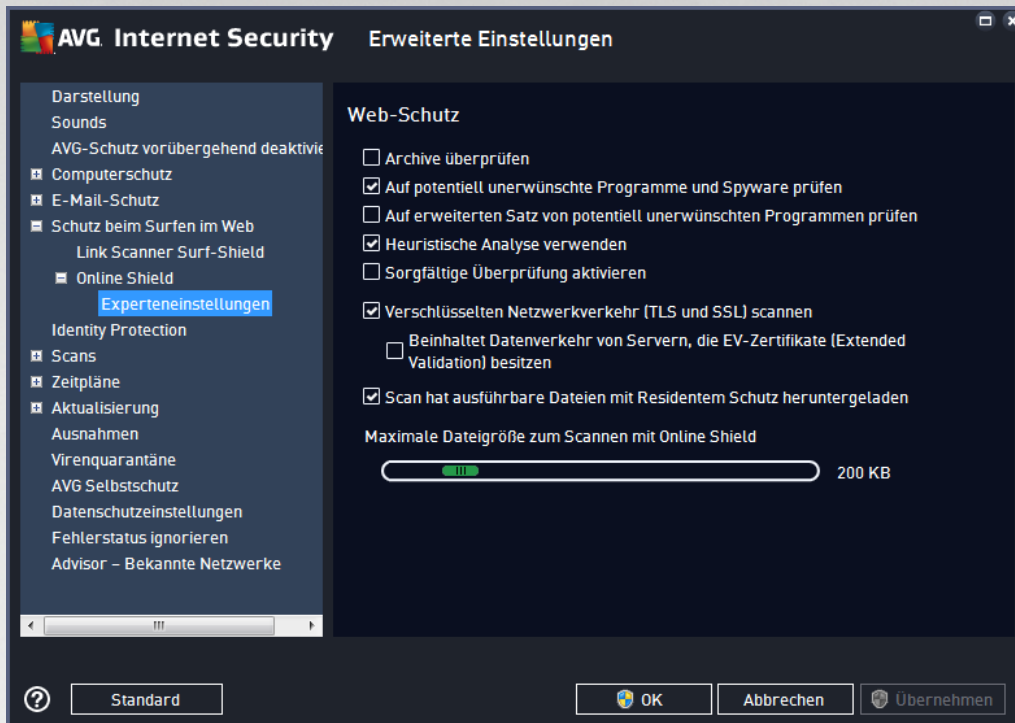 AVG Internet Security Erweiterte Einstellungen
Darstellung
Sounds
AVG-Schutz vorübergehend deaktivie
Computerschutz
E-Mail-Schutz
Schutz beim Surfen im Web
Link Scanner Surf-Shield
Online Shield
Experteneinstellungen
Identity Protection
Scans
Zeitpläne
Aktualisierung
Ausnahmen
Virenquarantäne
AVG Selbstschutz
Datenschutzeinstellungen
Fehlerstatus ignorieren
Advisor – Bekannte Netzwerke
Web-Schutz
Archive überprüfen
Auf potentiell unerwünschte Programme und Spyware prüfen
Auf erweiterten Satz von potentiell unerwünschten Programmen prüfen
Heuristische Analyse verwenden
Sorgfältige Überprüfung aktivieren
Verschlüsselten Netzwerkverkehr (TLS und SSL) scannen
Beinhaltet Datenverkehr von Servern, die EV-Zertifikate (Extended
Validation) besitzen
Scan hat ausführbare Dateien mit Residentem Schutz heruntergeladen
Maximale Dateigröße zum Scannen mit Online Shield
200 KB
? Standard OK Abbrechen Übernehmen